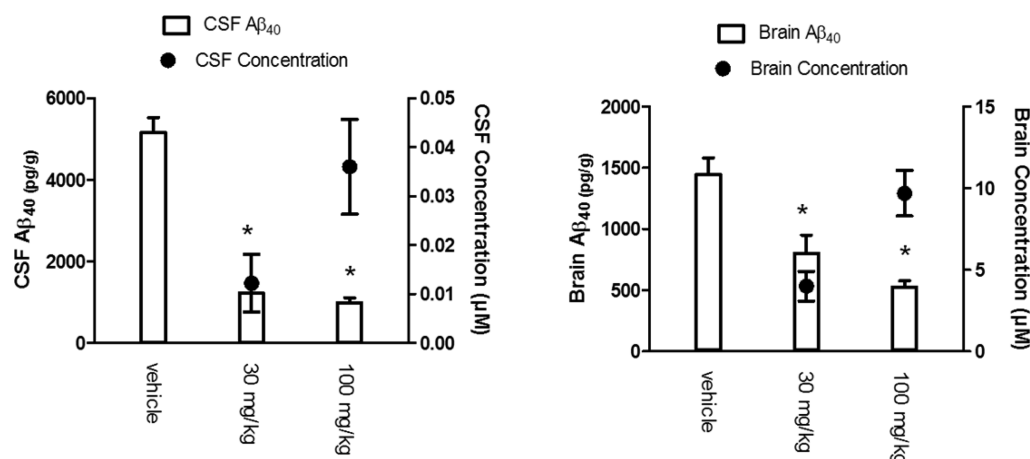 CSF Aβ40
CSF Concentration
6000
4000
2000
0
CSF Aβ40 (pg/g)
0.05
0.04
0.03
0.02
0.01
0.00
CSF Concentration (µM)
*
*
vehicle
30 mg/kg
100 mg/kg
Brain Aβ40
Brain Concentration
2000
1500
1000
500
0
Brain Aβ40 (pg/g)
15
10
5
0
Brain Concentration (µM)
*
*
vehicle
30 mg/kg
100 mg/kg